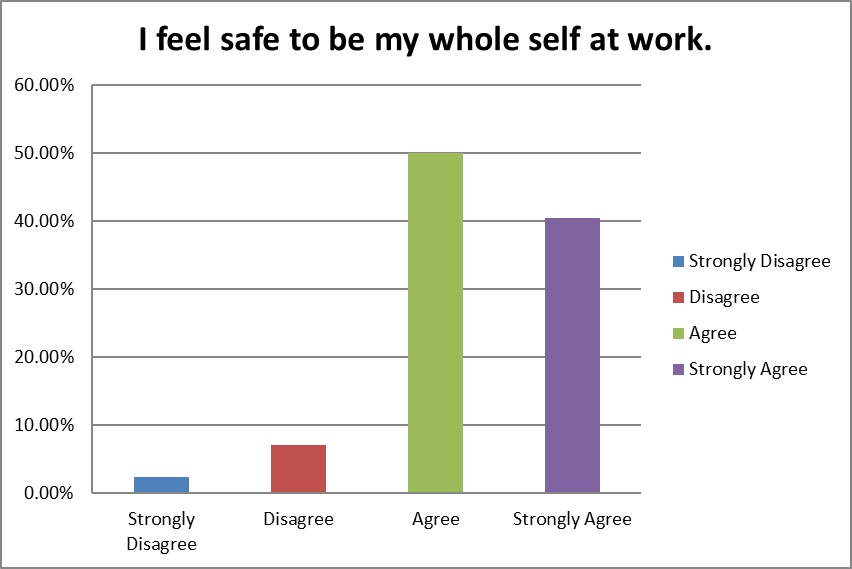 I feel safe to be my whole self at work.
60.00%
50.00%
40.00%
30.00%
20.00%
10.00%
0.00%
Strongly
Disagree
Disagree
Agree
Strongly Agree
Strongly Disagree
Disagree
Agree
Strongly Agree